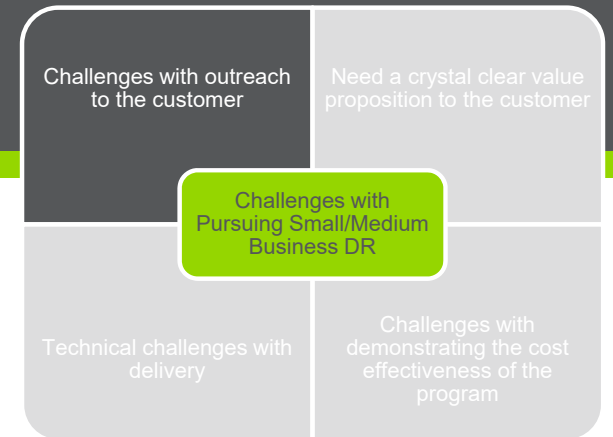 Challenges with outreach
to the customer
Need a crystal clear value
proposition to the customer
Challenges with
Pursuing Small/Medium
Business DR
Technical challenges with
delivery
Challenges with
demonstrating the cost
effectiveness of the
program